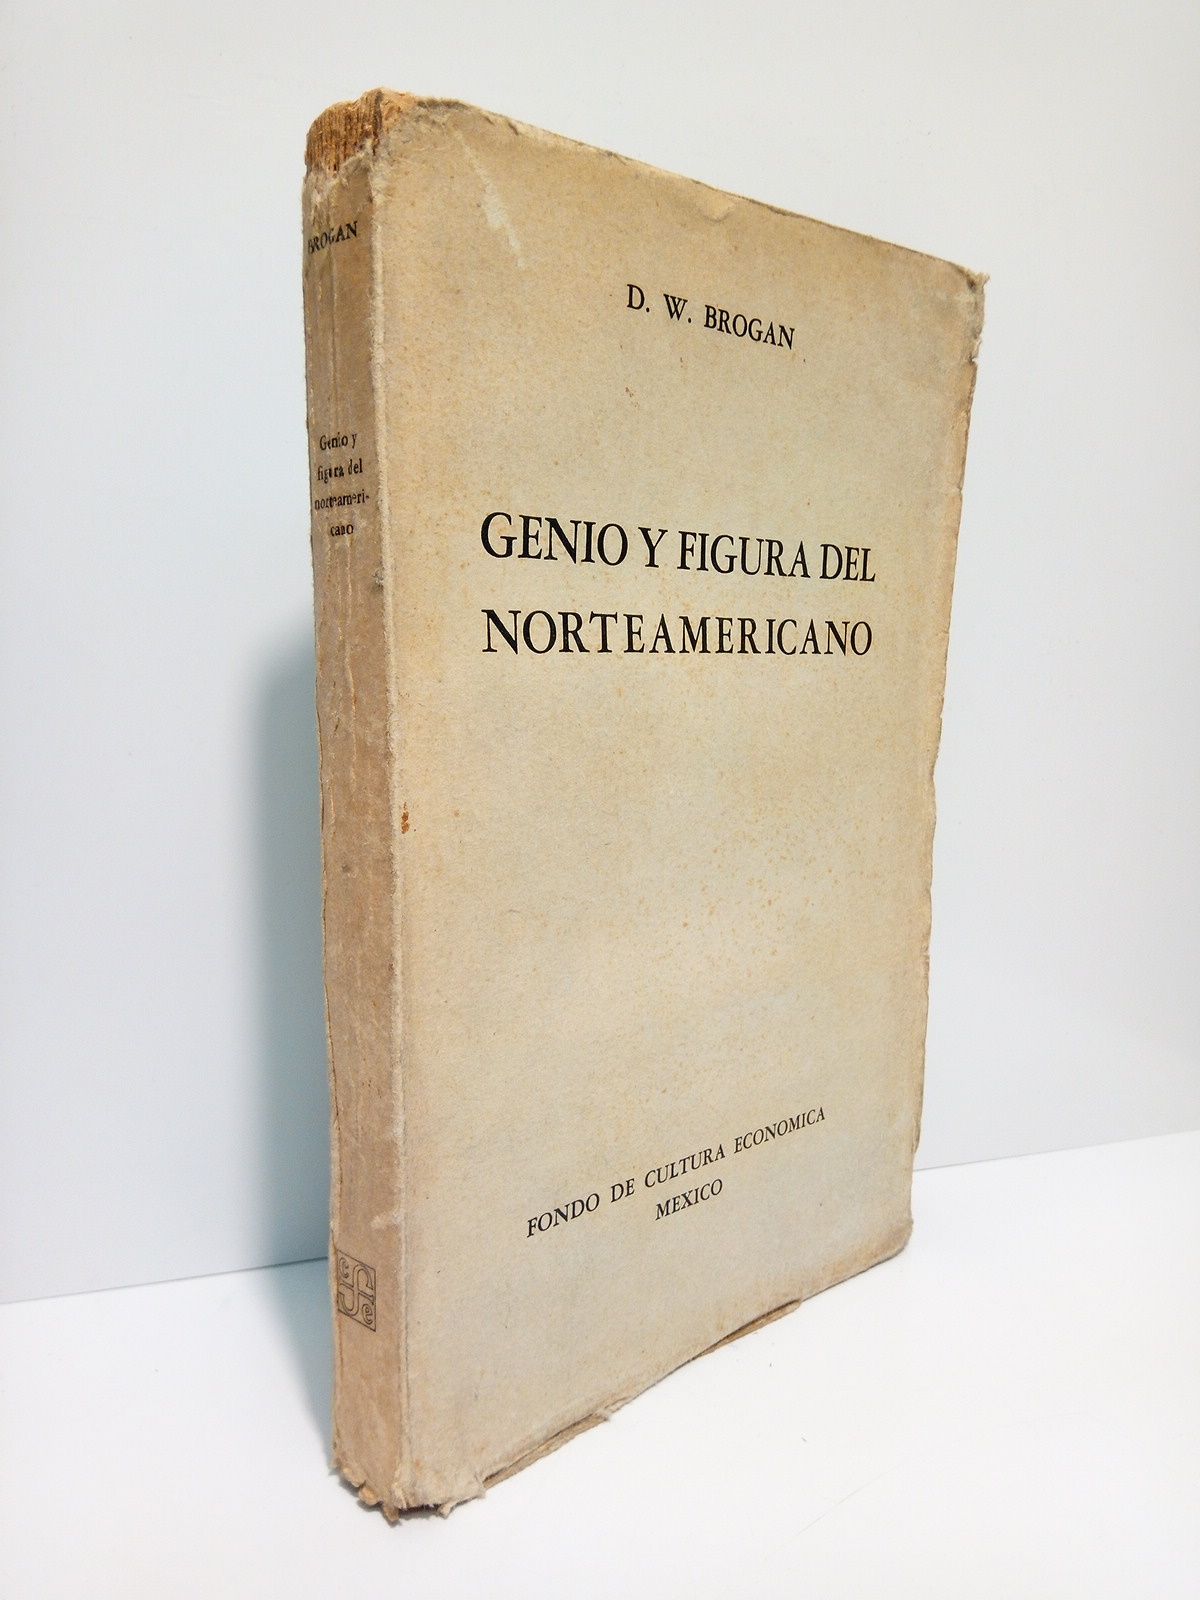 BROGAN
Genio y
figura del
norteameri-
cano
D. W. BROGAN
GENIO Y FIGURA DEL
NORTEAMERICANO
FONDO DE CULTURA ECONOMICA
MEXICO